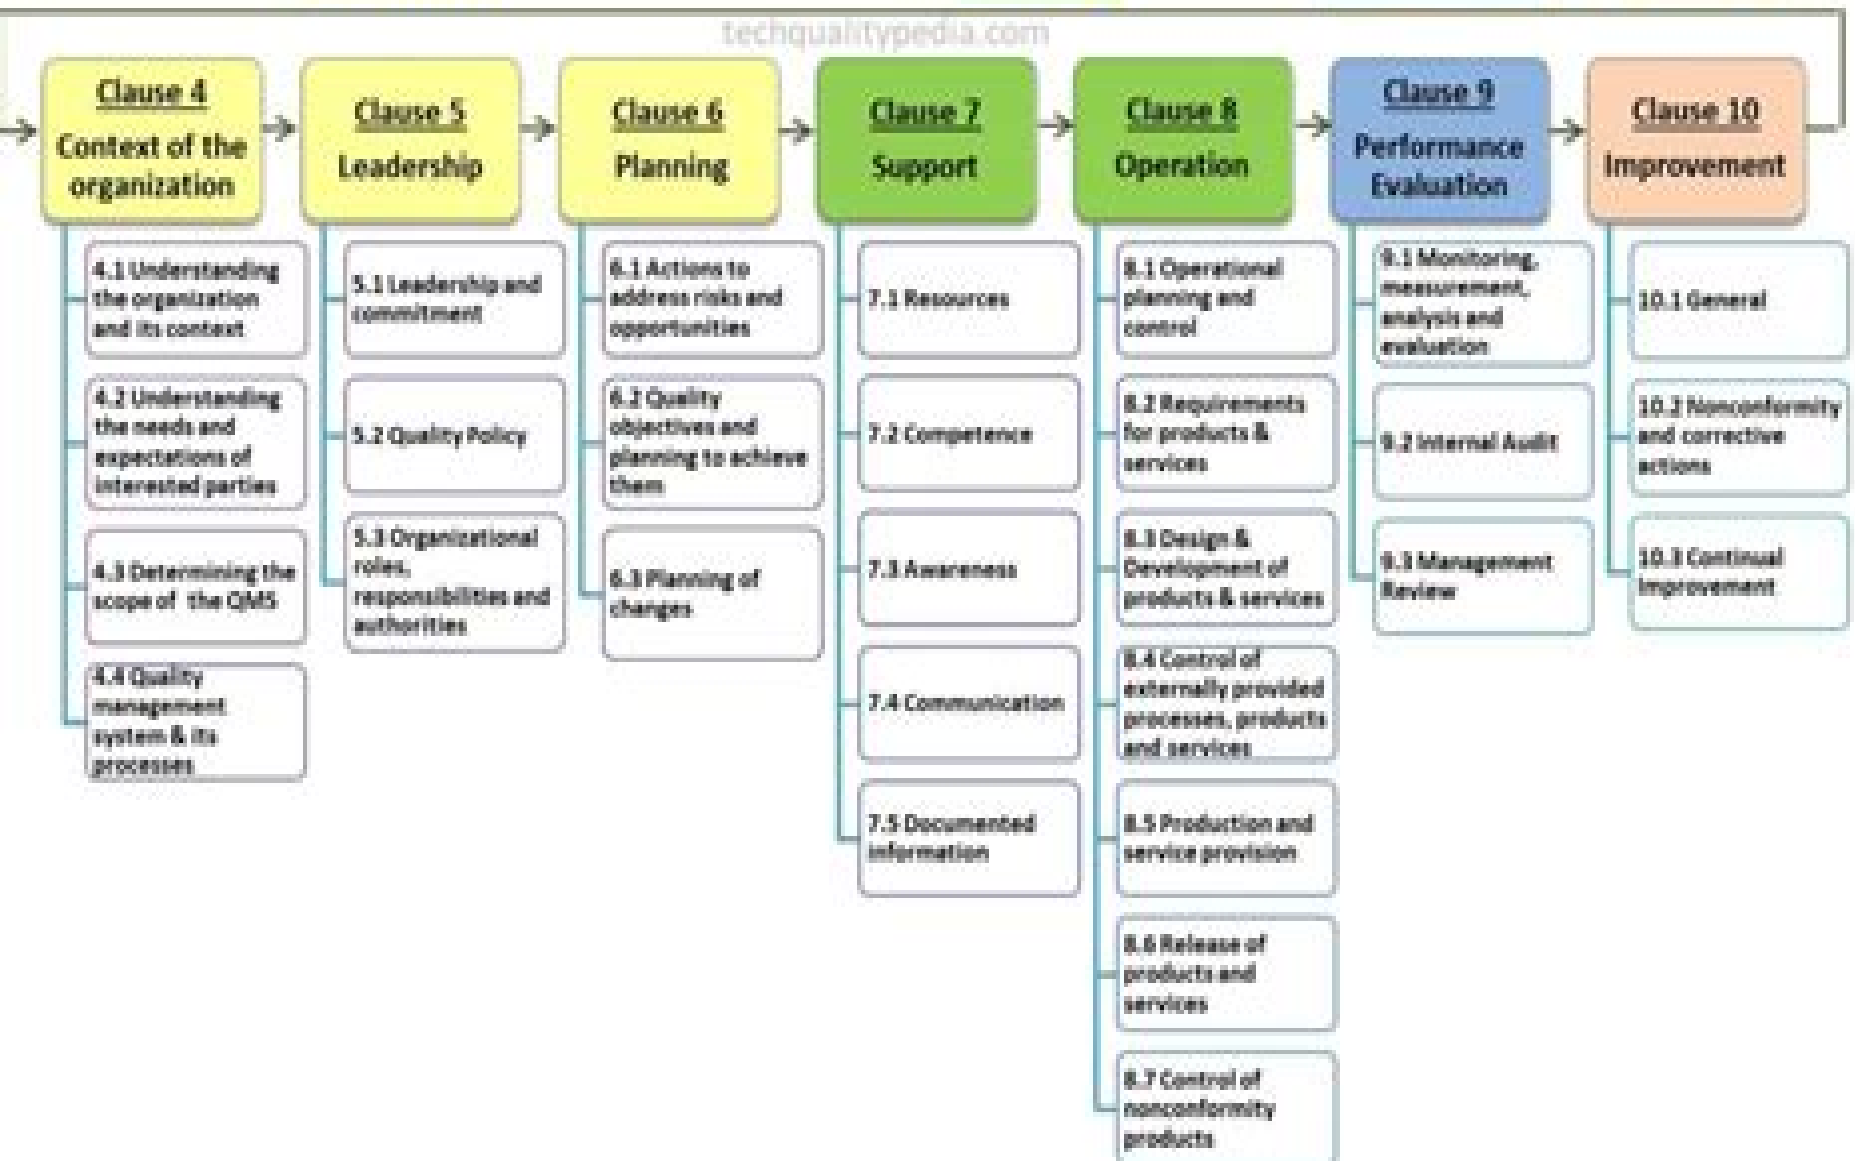 techqualitypedia.com
Clause 4
Context of the
organization
Clause 5
Leadership
Clause 6
Planning
Clause 7
Support
Clause 8
Operation
Clause 9
Performance
Evaluation
Clause 10
Improvement
4.1 Understanding
the organization
and its context
4.2 Understanding
the needs and
expectations of
interested parties
4.3 Determining the
scope of the QMS
4.4 Quality
management
system & its
processes
5.1 Leadership and
commitment
5.2 Quality Policy
5.3 Organizational
roles,
responsibilities and
authorities
6.1 Actions to
address risks and
opportunities
6.2 Quality
objectives and
planning to achieve
them
6.3 Planning of
changes
7.1 Resources
7.2 Competence
7.3 Awareness
7.4 Communication
7.5 Documented
information
8.1 Operational
planning and
control
8.2 Requirements
for products &
services
8.3 Design &
Development of
products & services
8.4 Control of
externally provided
processes, products
and services
8.5 Production and
service provision
8.6 Release of
products and
services
8.7 Control of
nonconformity
products
9.1 Monitoring,
measurement,
analysis and
evaluation
9.2 Internal Audit
9.3 Management
Review
10.1 General
10.2 Nonconformity
and corrective
actions
10.3 Continual
Improvement